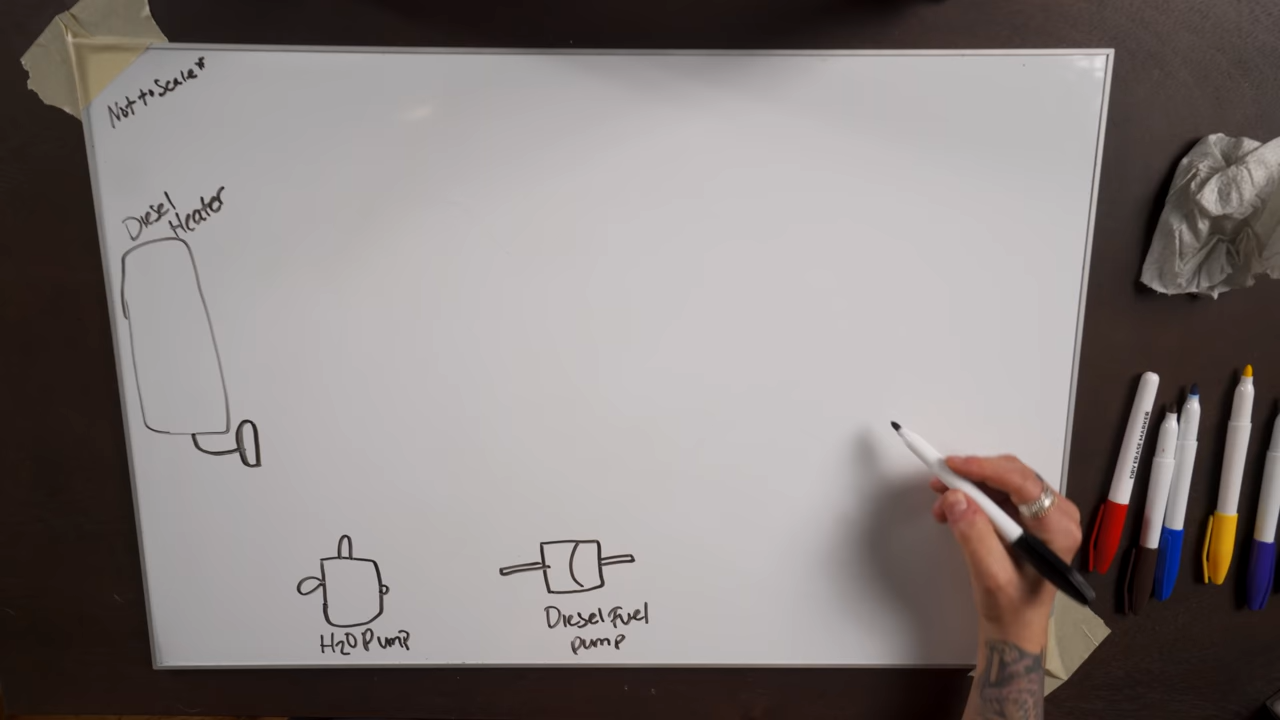 Not to Scale*
Diesel
Heater
H2O Pump
Diesel Fuel
pump
DRY ERASE MARKER